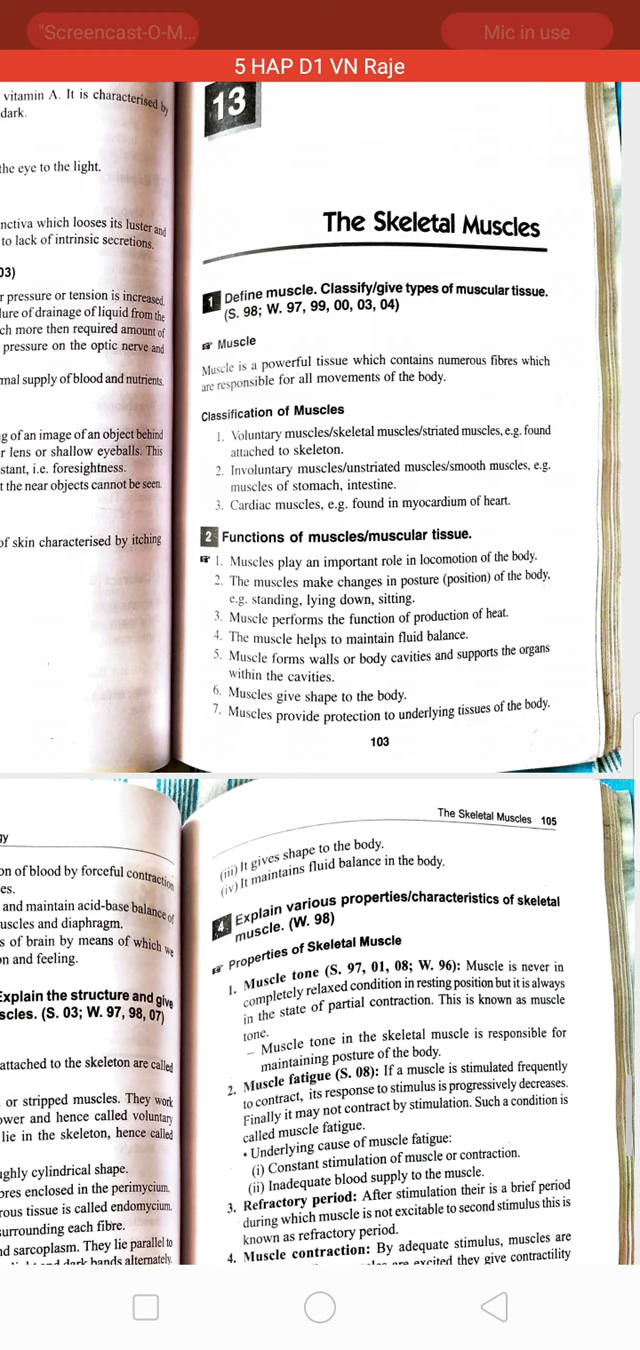 "Screencast-O-M...
Mic in use
5 HAP D1 VN Raje
vitamin A. It is characterised by
dark.
the eye to the light.
nctiva which looses its luster and
to lack of intrinsic secretions.
03)
r pressure or tension is increased.
lure of drainage of liquid from the
ch more then required amount of
pressure on the optic nerve and
mal supply of blood and nutrients.
g of an image of an object behind
r lens or shallow eyeballs. This
stant, i.e. foresightness.
t the near objects cannot be seen.
of skin characterised by itching
13
The Skeletal Muscles
1 Define muscle. Classify/give types of muscular tissue.
(S. 98; W. 97, 99, 00, 03, 04)
☞ Muscle
Muscle is a powerful tissue which contains numerous fibres which
are responsible for all movements of the body.
Classification of Muscles
1. Voluntary muscles/skeletal muscles/striated muscles, e.g. found
attached to skeleton.
2. Involuntary muscles/unstriated muscles/smooth muscles, e.g.
muscles of stomach, intestine.
3. Cardiac muscles, e.g. found in myocardium of heart.
2 Functions of muscles/muscular tissue.
☞ 1. Muscles play an important role in locomotion of the body.
2. The muscles make changes in posture (position) of the body,
e.g. standing, lying down, sitting.
3. Muscle performs the function of production of heat.
4. The muscle helps to maintain fluid balance.
5. Muscle forms walls or body cavities and supports the organs
within the cavities.
6. Muscles give shape to the body.
7. Muscles provide protection to underlying tissues of the body.
103
gy
on of blood by forceful contraction
es.
and maintain acid-base balance of
uscles and diaphragm.
s of brain by means of which we
n and feeling.
Explain the structure and give
scles. (S. 03; W. 97, 98, 07)
attached to the skeleton are called
or stripped muscles. They work
ower and hence called voluntary
lie in the skeleton, hence called
ughly cylindrical shape.
bres enclosed in the perimycium.
rous tissue is called endomycium.
surrounding each fibre.
nd sarcoplasm. They lie parallel to
dark bands alternately.
The Skeletal Muscles 105
(iii) It gives shape to the body.
(iv) It maintains fluid balance in the body.
4 Explain various properties/characteristics of skeletal
muscle. (W. 98)
☞ Properties of Skeletal Muscle
1. Muscle tone (S. 97, 01, 08; W. 96): Muscle is never in
completely relaxed condition in resting position but it is always
in the state of partial contraction. This is known as muscle
tone.
– Muscle tone in the skeletal muscle is responsible for
maintaining posture of the body.
2. Muscle fatigue (S. 08): If a muscle is stimulated frequently
to contract, its response to stimulus is progressively decreases.
Finally it may not contract by stimulation. Such a condition is
called muscle fatigue.
• Underlying cause of muscle fatigue:
(i) Constant stimulation of muscle or contraction.
(ii) Inadequate blood supply to the muscle.
3. Refractory period: After stimulation their is a brief period
during which muscle is not excitable to second stimulus this is
known as refractory period.
4. Muscle contraction: By adequate stimulus, muscles are
are excited they give contractility